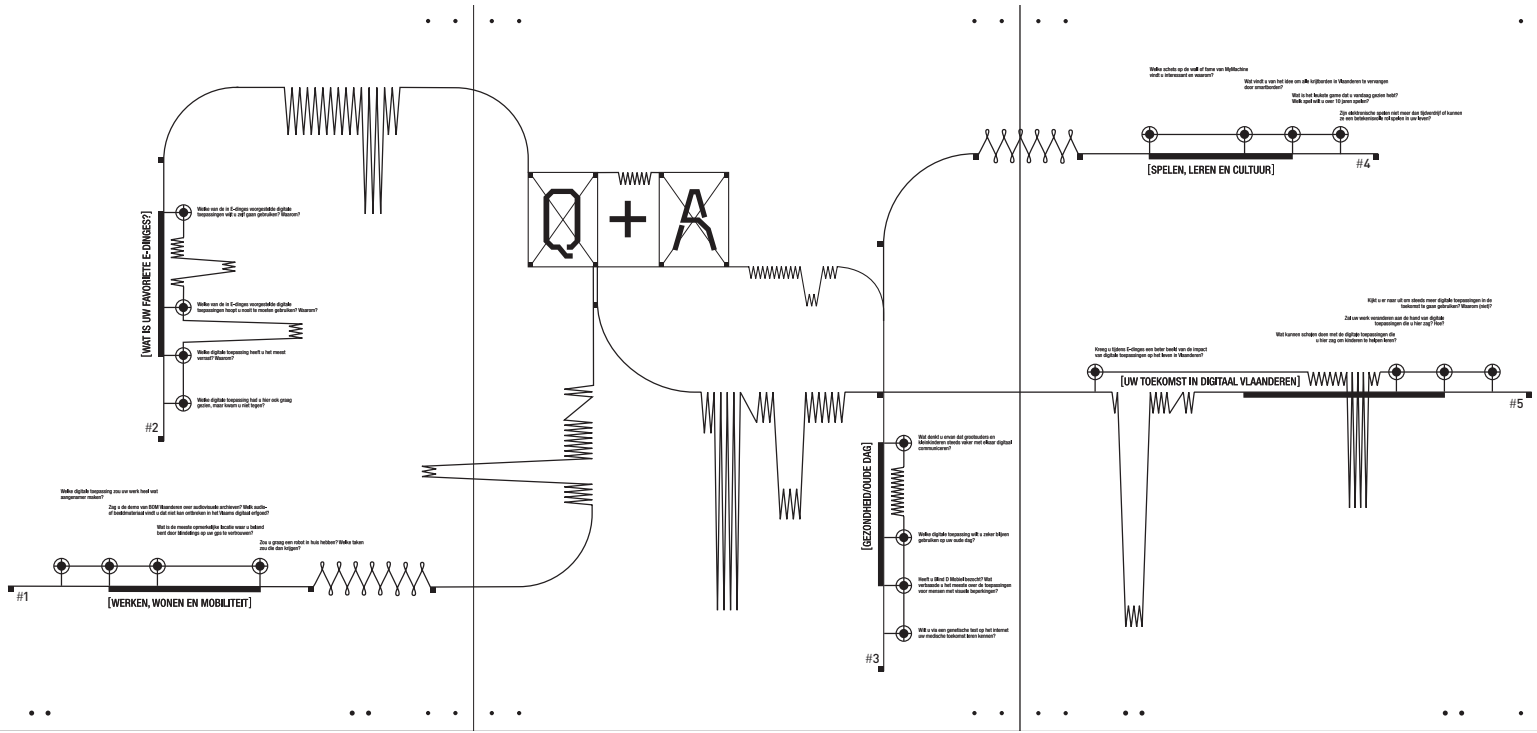 Q + A
#1
[WERKEN, WONEN EN MOBILITEIT]
Welke digitale toepassing zou uw werk heel wat
aangenamer maken?
Zag u de demo van BOM Vlaanderen over audiovisuele archieven? Welk audio-
of beeldmateriaal vindt u dat niet kan ontbreken in het Vlaams digitaal erfgoed?
Wat is de meeste opmerkelijke locatie waar u beland
bent door blindelings op uw gps te vertrouwen?
Zou u graag een robot in huis hebben? Welke taken
zou die dan krijgen?
#2
[WAT IS UW FAVORIETE E-DINGES?]
Welke van de in E-dinges voorgestelde digitale
toepassingen wilt u zelf gaan gebruiken? Waarom?
Welke van de in E-dinges voorgestelde digitale
toepassingen hoopt u nooit te moeten gebruiken? Waarom?
Welke digitale toepassing heeft u het meest
verrast? Waarom?
Welke digitale toepassing had u hier ook graag
gezien, maar kwam u niet tegen?
#3
[GEZONDHEID/OUDE DAG]
Wat denkt u ervan dat grootouders en
kleinkinderen steeds vaker met elkaar digitaal
communiceren?
Welke digitale toepassing wilt u zeker blijven
gebruiken op uw oude dag?
Heeft u Blind D Mobiel bezocht? Wat
verbaasde u het meeste over de toepassingen
voor mensen met visuele beperkingen?
Wilt u via een genetische test op het internet
uw medische toekomst leren kennen?
#4
[SPELEN, LEREN EN CULTUUR]
Welke schets op de wall of fame van MyMachine
vindt u interessant en waarom?
Wat vindt u van het idee om alle krijtborden in Vlaanderen te vervangen
door smartborden?
Wat is het leukste game dat u vandaag gezien hebt?
Welk spel wil u over 10 jaren spelen?
Zijn elektronische spelen niet meer dan tijdverdrijf of kunnen
ze een betekenisvolle rol spelen in uw leven?
#5
[UW TOEKOMST IN DIGITAAL VLAANDEREN]
Kreeg u tijdens E-dinges een beter beeld van de impact
van digitale toepassingen op het leven in Vlaanderen?
Wat kunnen scholen doen met de digitale toepassingen die
u hier zag om kinderen te helpen leren?
Zal uw werk veranderen aan de hand van digitale
toepassingen die u hier zag? Hoe?
Kijkt u er naar uit om steeds meer digitale toepassingen in de
toekomst te gaan gebruiken? Waarom (niet)?